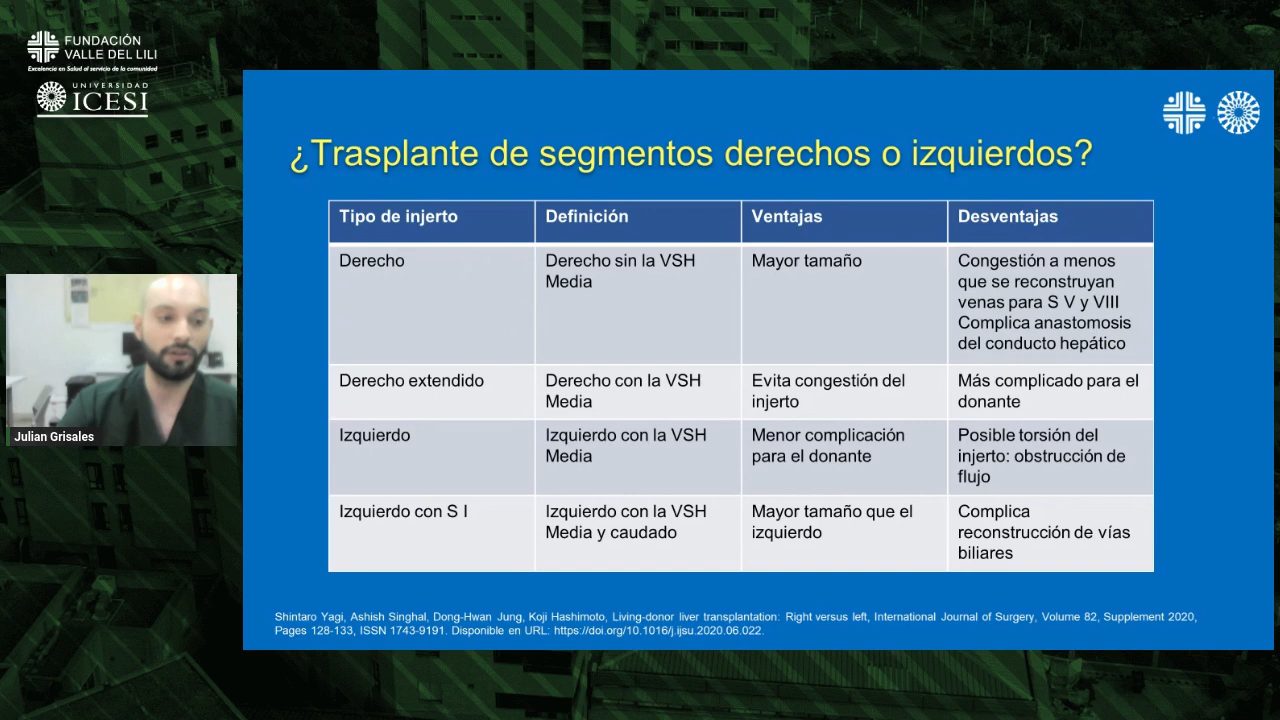 FUNDACIÓN
VALLE DEL LILI
Excelencia en Salud al servicio de la comunidad
UNIVERSIDAD
ICESI
¿Trasplante de segmentos derechos o izquierdos?
Tipo de injerto
Definición
Ventajas
Desventajas
Derecho
Derecho sin la VSH
Media
Mayor tamaño
Congestión a menos
que se reconstruyan
venas para S V y VIII
Complica anastomosis
del conducto hepático
Derecho extendido
Derecho con la VSH
Media
Evita congestión del
injerto
Más complicado para el
donante
Izquierdo
Izquierdo con la VSH
Media
Menor complicación
para el donante
Posible torsión del
injerto: obstrucción de
flujo
Izquierdo con S I
Izquierdo con la VSH
Media y caudado
Mayor tamaño que el
izquierdo
Complica
reconstrucción de vías
biliares
Shintaro Yagi, Ashish Singhal, Dong-Hwan Jung, Koji Hashimoto, Living-donor liver transplantation: Right versus left, International Journal of Surgery, Volume 82, Supplement 2020,
Pages 128-133, ISSN 1743-9191. Disponible en URL: https://doi.org/10.1016/j.ijsu.2020.06.022.
Julian Grisales